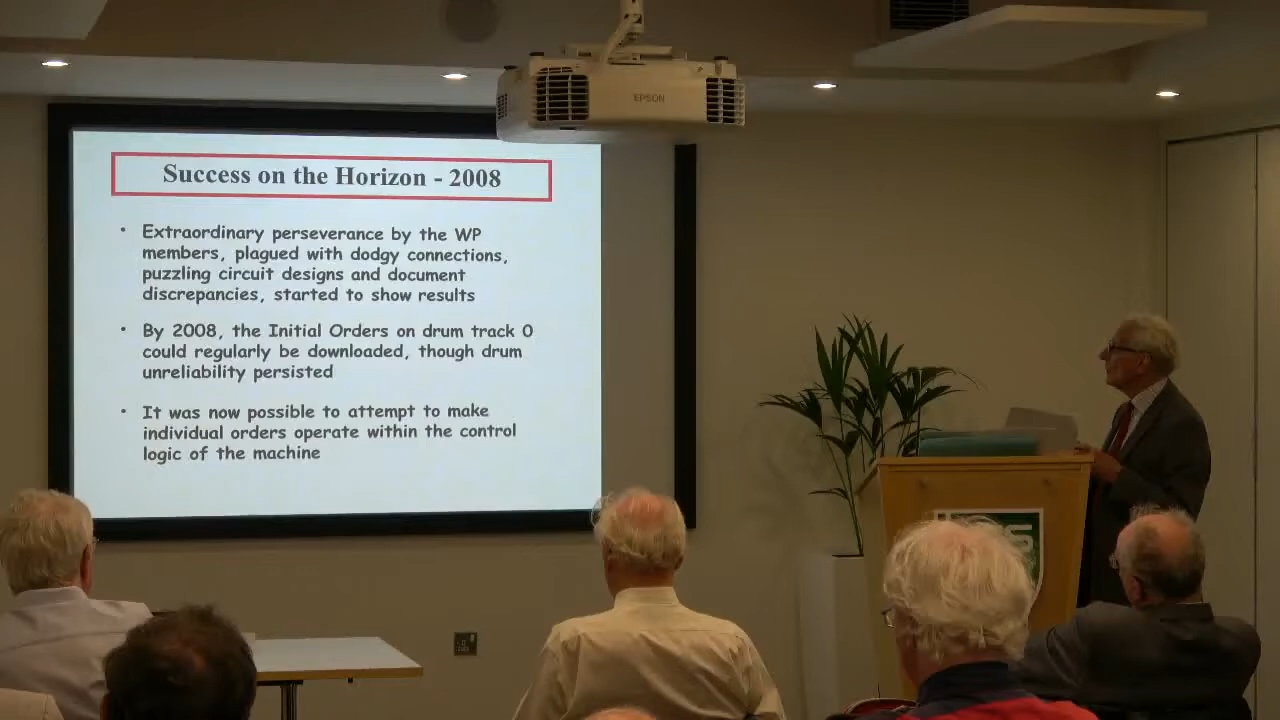 EPSON
Success on the Horizon - 2008
• Extraordinary perseverance by the WP
members, plagued with dodgy connections,
puzzling circuit designs and document
discrepancies, started to show results
• By 2008, the Initial Orders on drum track 0
could regularly be downloaded, though drum
unreliability persisted
• It was now possible to attempt to make
individual orders operate within the control
logic of the machine